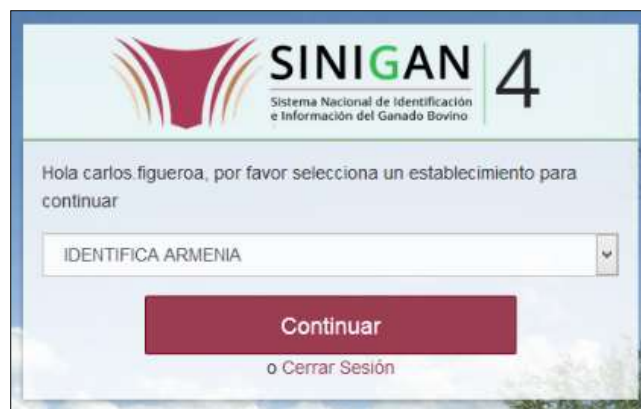 SINIGAN 4
Sistema Nacional de Identificación
e Información del Ganado Bovino
Hola carlos.figueroa, por favor selecciona un establecimiento para
continuar
IDENTIFICA ARMENIA
Continuar
o Cerrar Sesión